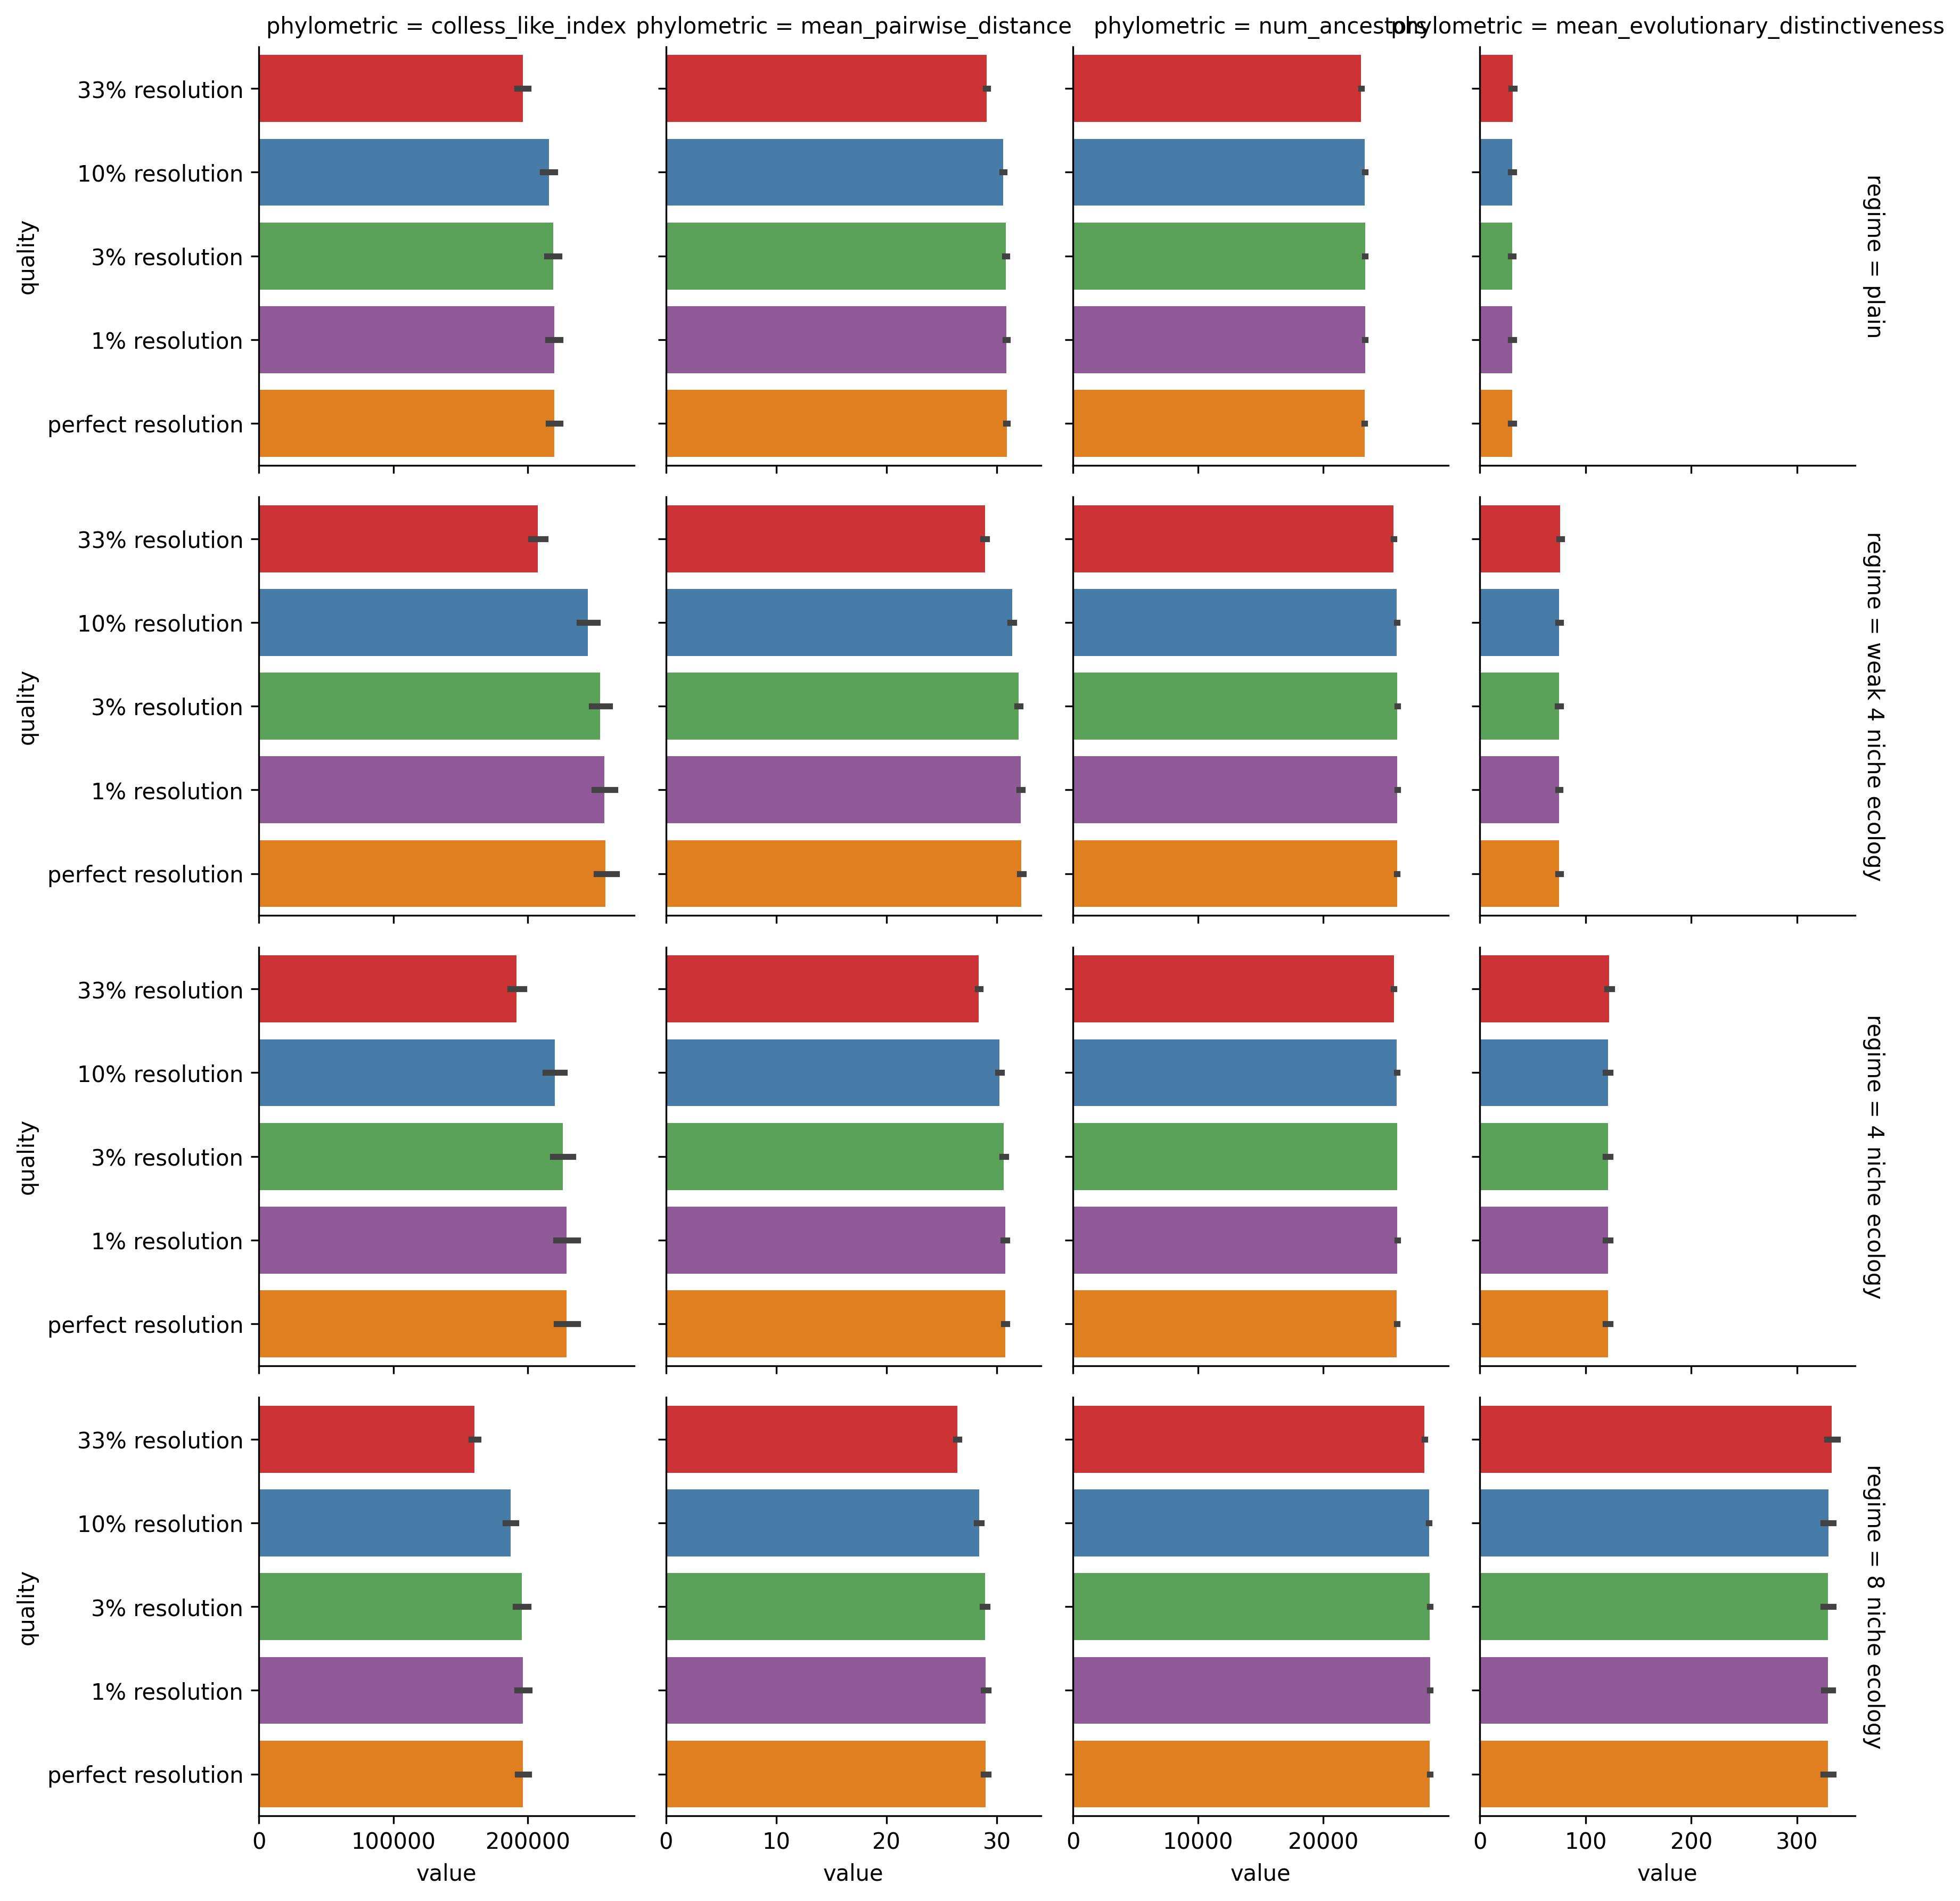 phylometric = colless_like_index
phylometric = mean_pairwise_distance
phylometric = num_ancestors
phylometric = mean_evolutionary_distinctiveness
quality
33% resolution
10% resolution
3% resolution
1% resolution
perfect resolution
regime = plain
quality
33% resolution
10% resolution
3% resolution
1% resolution
perfect resolution
regime = weak 4 niche ecology
quality
33% resolution
10% resolution
3% resolution
1% resolution
perfect resolution
regime = 4 niche ecology
quality
33% resolution
10% resolution
3% resolution
1% resolution
perfect resolution
regime = 8 niche ecology
0 100000 200000
value
0 10 20 30
value
0 10000 20000
value
0 100 200 300
value